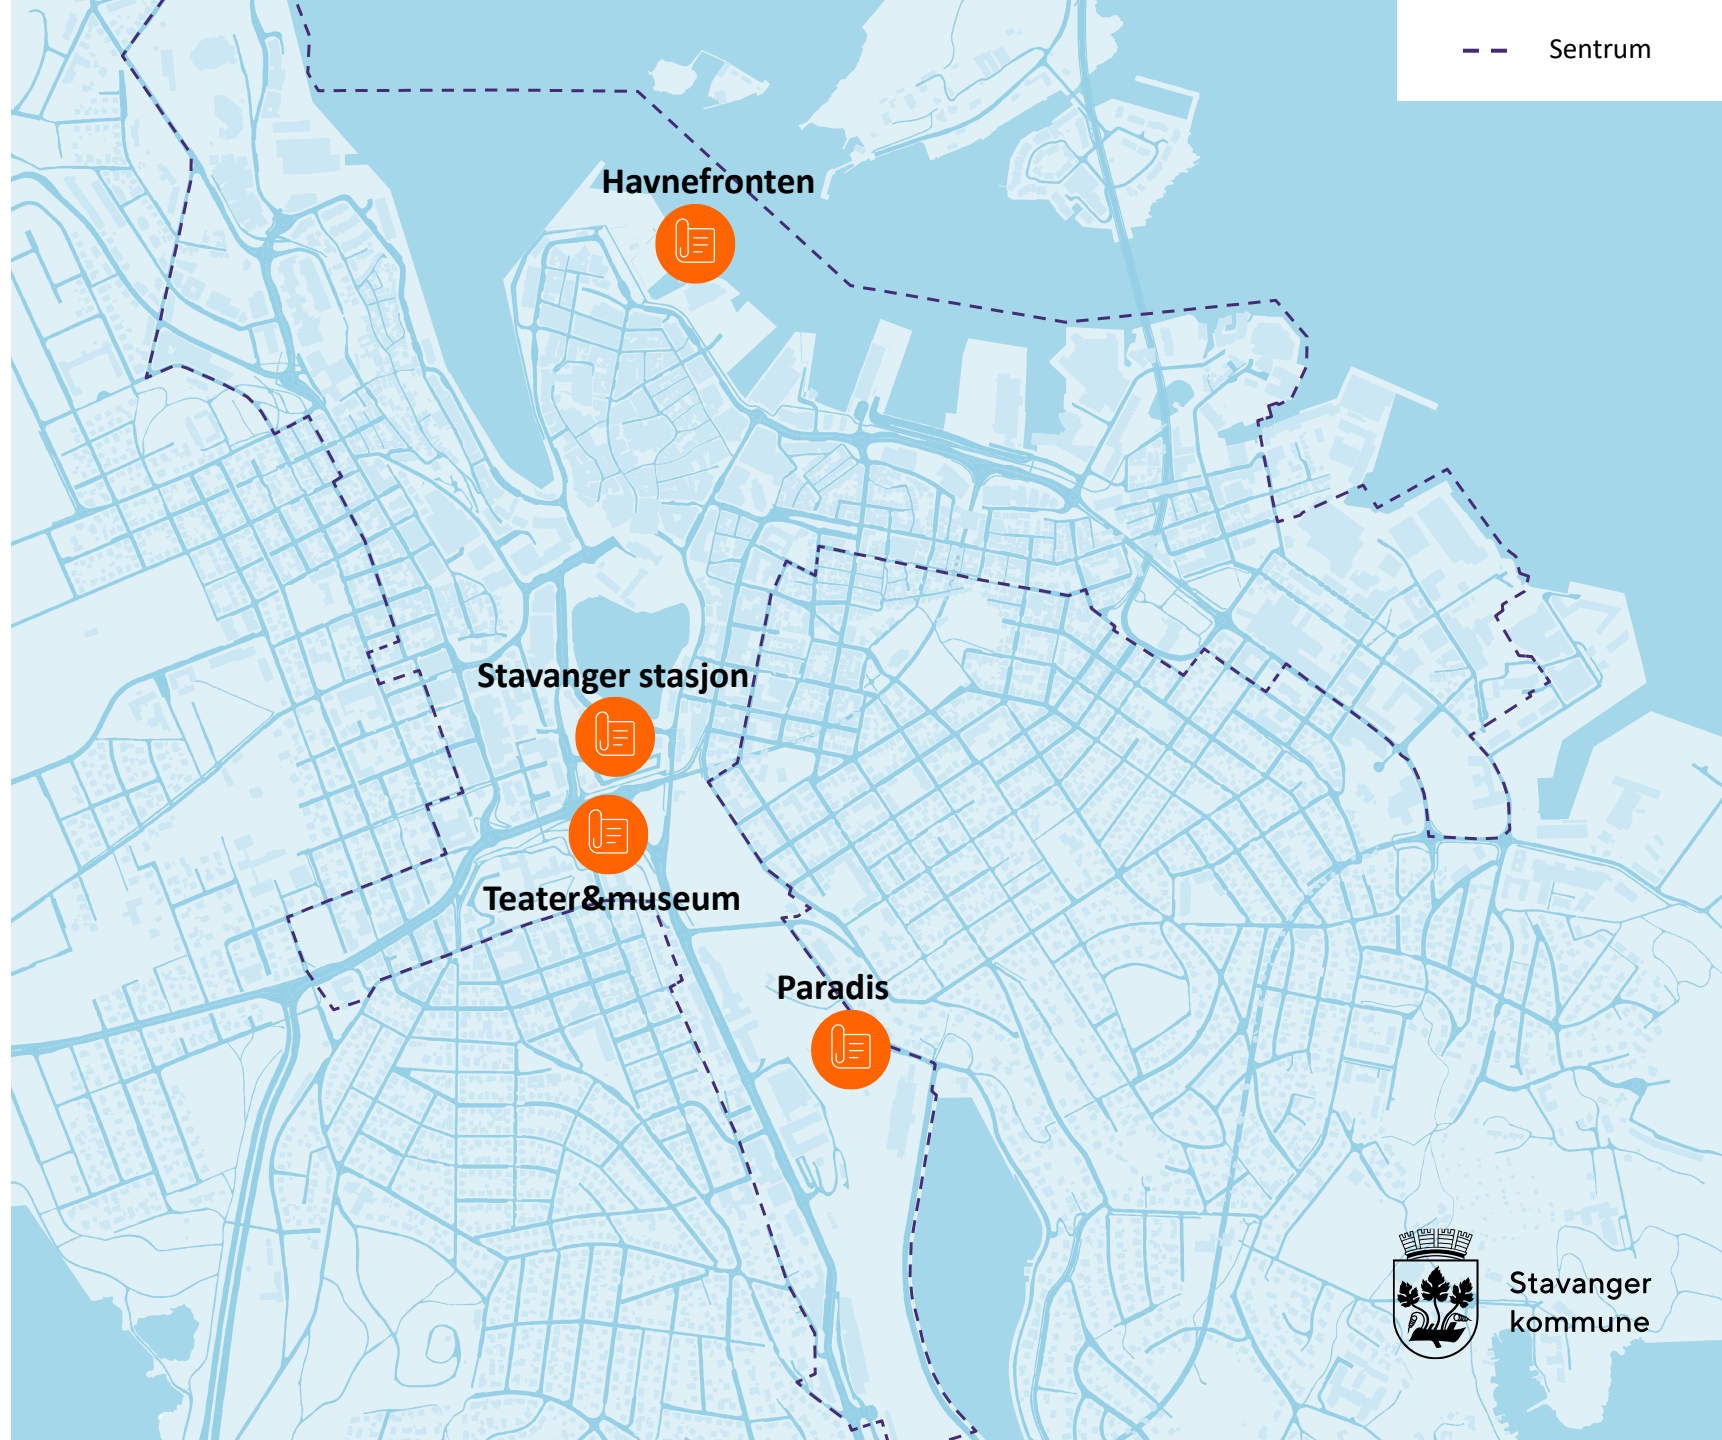 Sentrum
Havnefronten
Stavanger stasjon
Teater&museum
Paradis
Stavanger
kommune